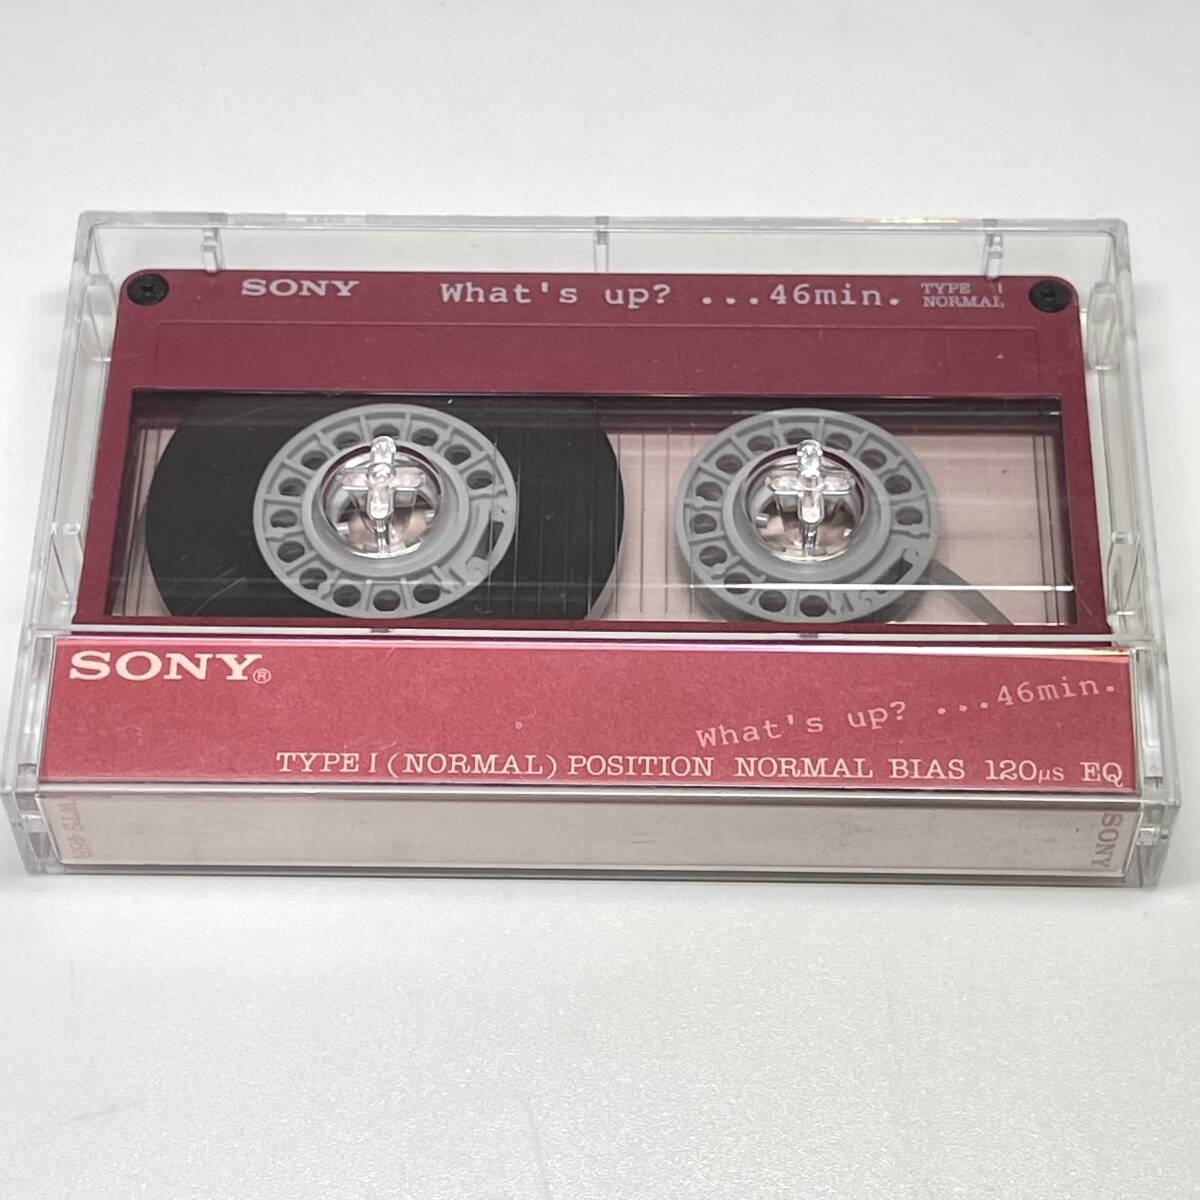 SONY What's up? ...46min. TYPE I
NORMAL
SONY®
What's up? ...46min.
TYPE I (NORMAL) POSITION NORMAL BIAS 120µs EQ
SONY